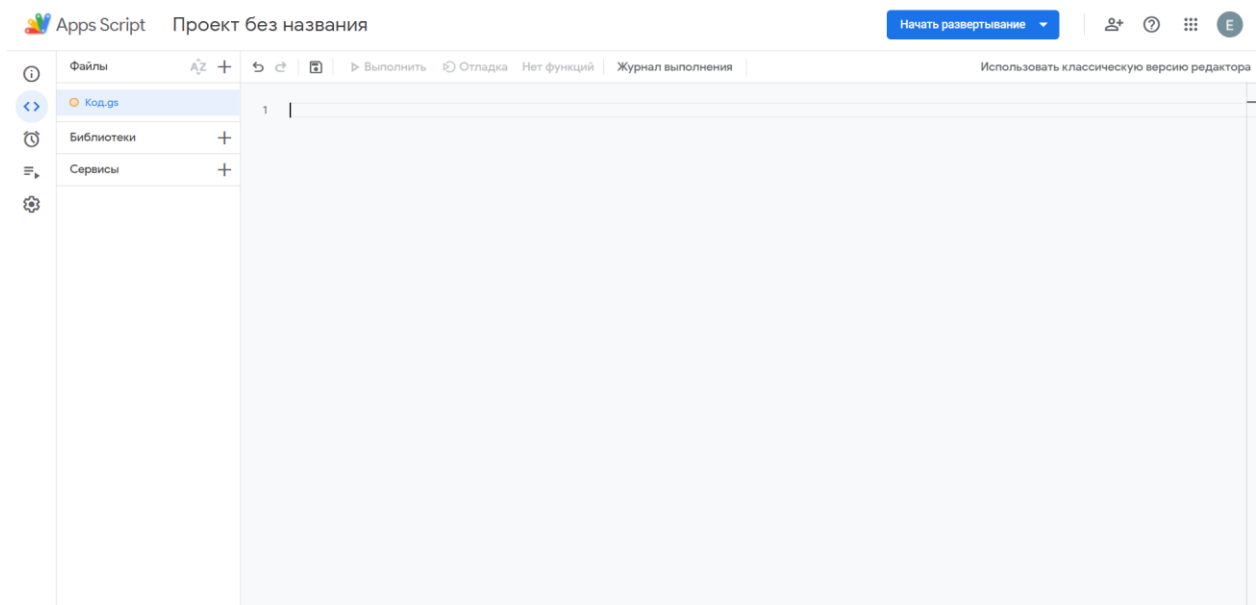 Apps Script Проект без названия Начать развертывание E
Файлы AZ Выполнить Отладка Нет функций Журнал выполнения Использовать классическую версию редактора
Код.gs
1
Библиотеки
Сервисы